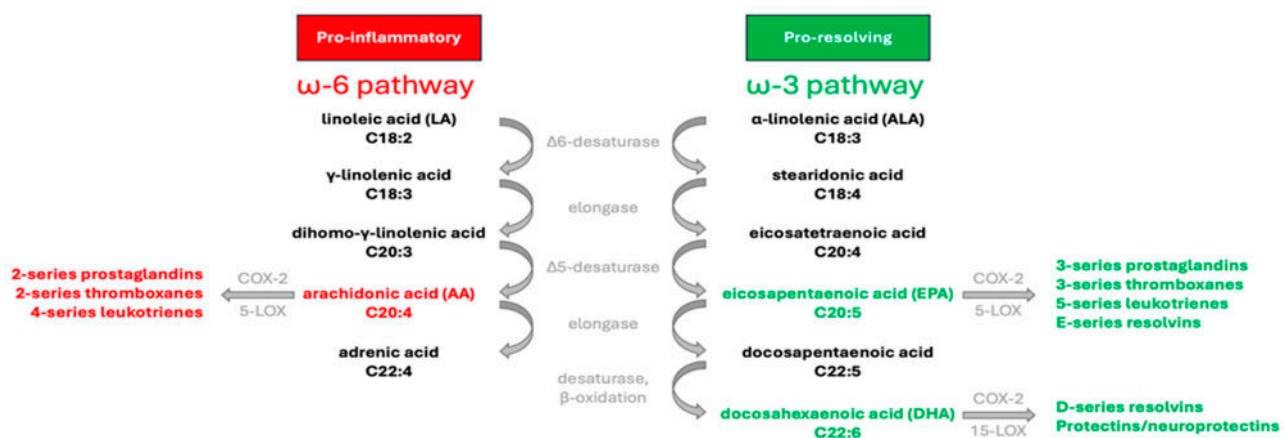 Pro-inflammatory
Pro-resolving
ω-6 pathway
ω-3 pathway
linoleic acid (LA)
C18:2
Δ6-desaturase
α-linolenic acid (ALA)
C18:3
γ-linolenic acid
C18:3
elongase
stearidonic acid
C18:4
dihomo-γ-linolenic acid
C20:3
Δ5-desaturase
eicosatetraenoic acid
C20:4
2-series prostaglandins
2-series thromboxanes
4-series leukotrienes
COX-2
5-LOX
arachidonic acid (AA)
C20:4
elongase
eicosapentaenoic acid (EPA)
C20:5
COX-2
5-LOX
3-series prostaglandins
3-series thromboxanes
5-series leukotrienes
E-series resolvins
adrenic acid
C22:4
desaturase,
β-oxidation
docosapentaenoic acid
C22:5
docosahexaenoic acid (DHA)
C22:6
COX-2
15-LOX
D-series resolvins
Protectins/neuroprotectins